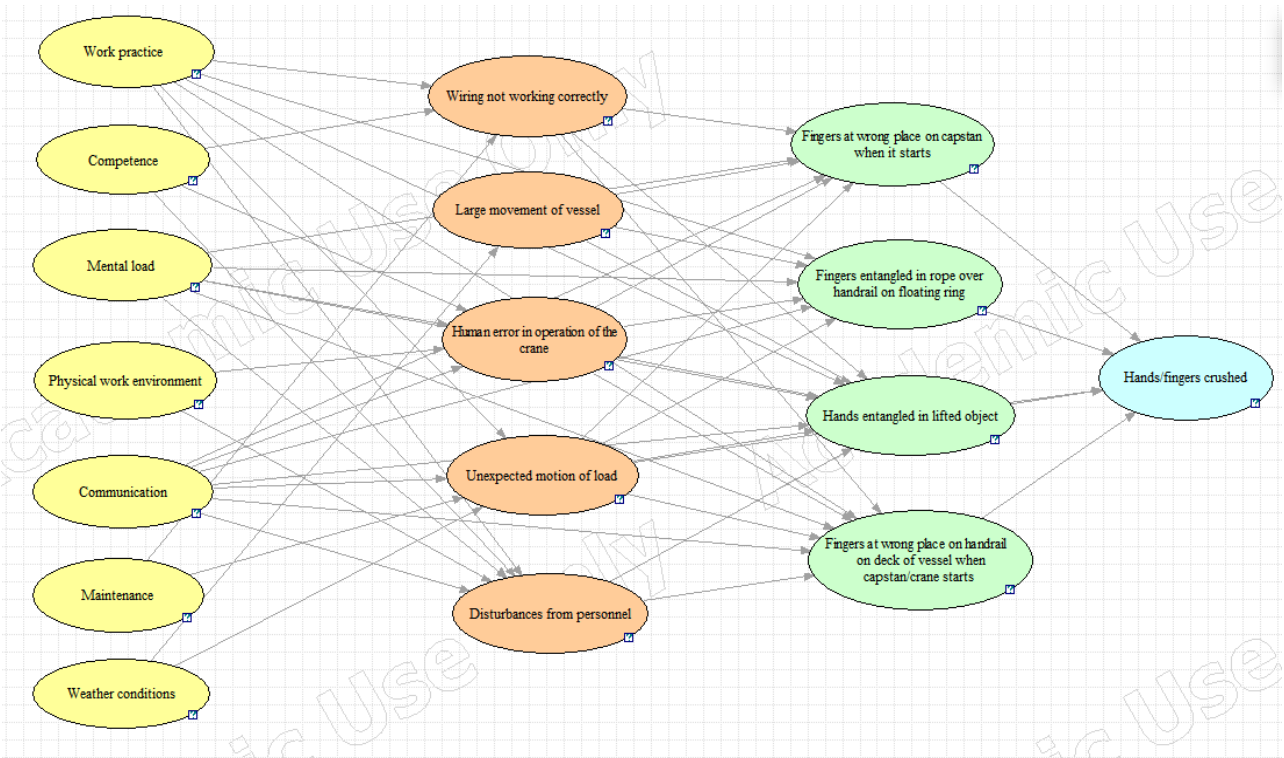 Work practice
Competence
Mental load
Physical work environment
Communication
Maintenance
Weather conditions
Wiring not working correctly
Large movement of vessel
Human error in operation of the
crane
Unexpected motion of load
Disturbances from personnel
Fingers at wrong place on capstan
when it starts
Fingers entangled in rope over
handrail on floating ring
Hands entangled in lifted object
Fingers at wrong place on handrail
on deck of vessel when
capstan/crane starts
Hands/fingers crushed